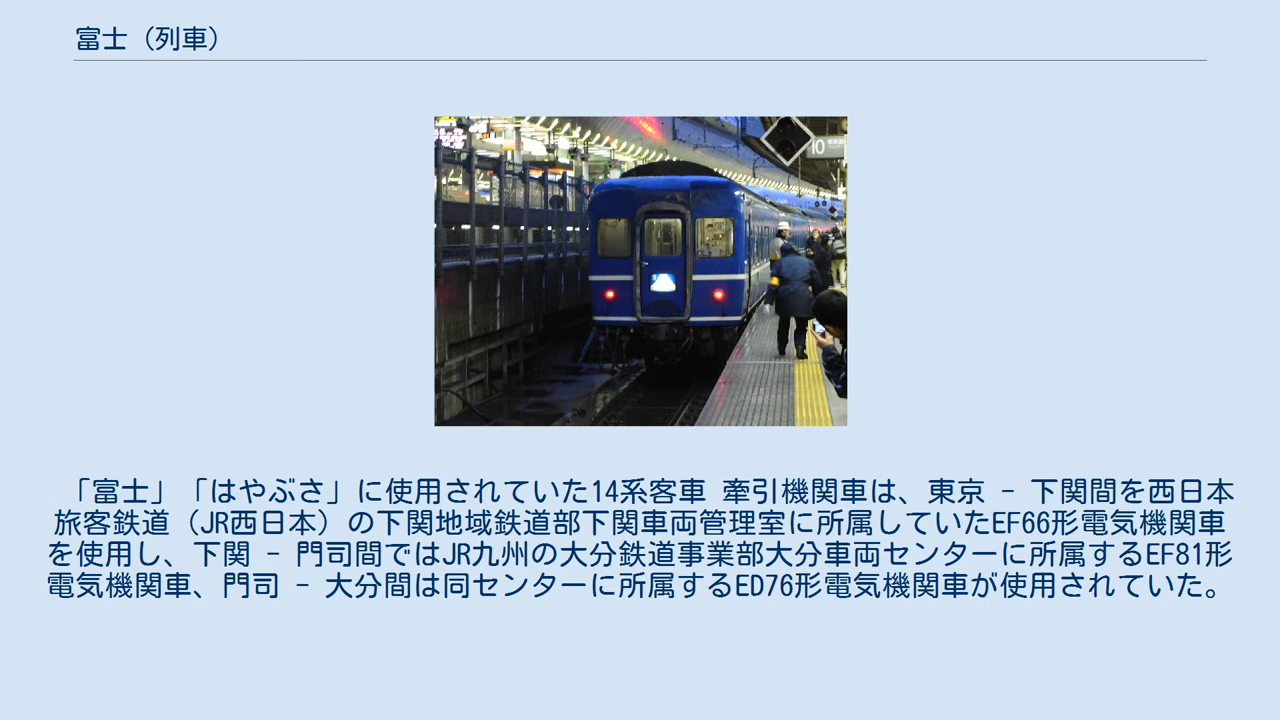 富士（列車）
10
「富士」「はやぶさ」に使用されていた14系客車 牽引機関車は、東京 - 下関間を西日本
旅客鉄道（JR西日本）の下関地域鉄道部下関車両管理室に所属していたEF66形電気機関車
を使用し、下関 - 門司間ではJR九州の大分鉄道事業部大分車両センターに所属するEF81形
電気機関車、門司 - 大分間は同センターに所属するED76形電気機関車が使用されていた。